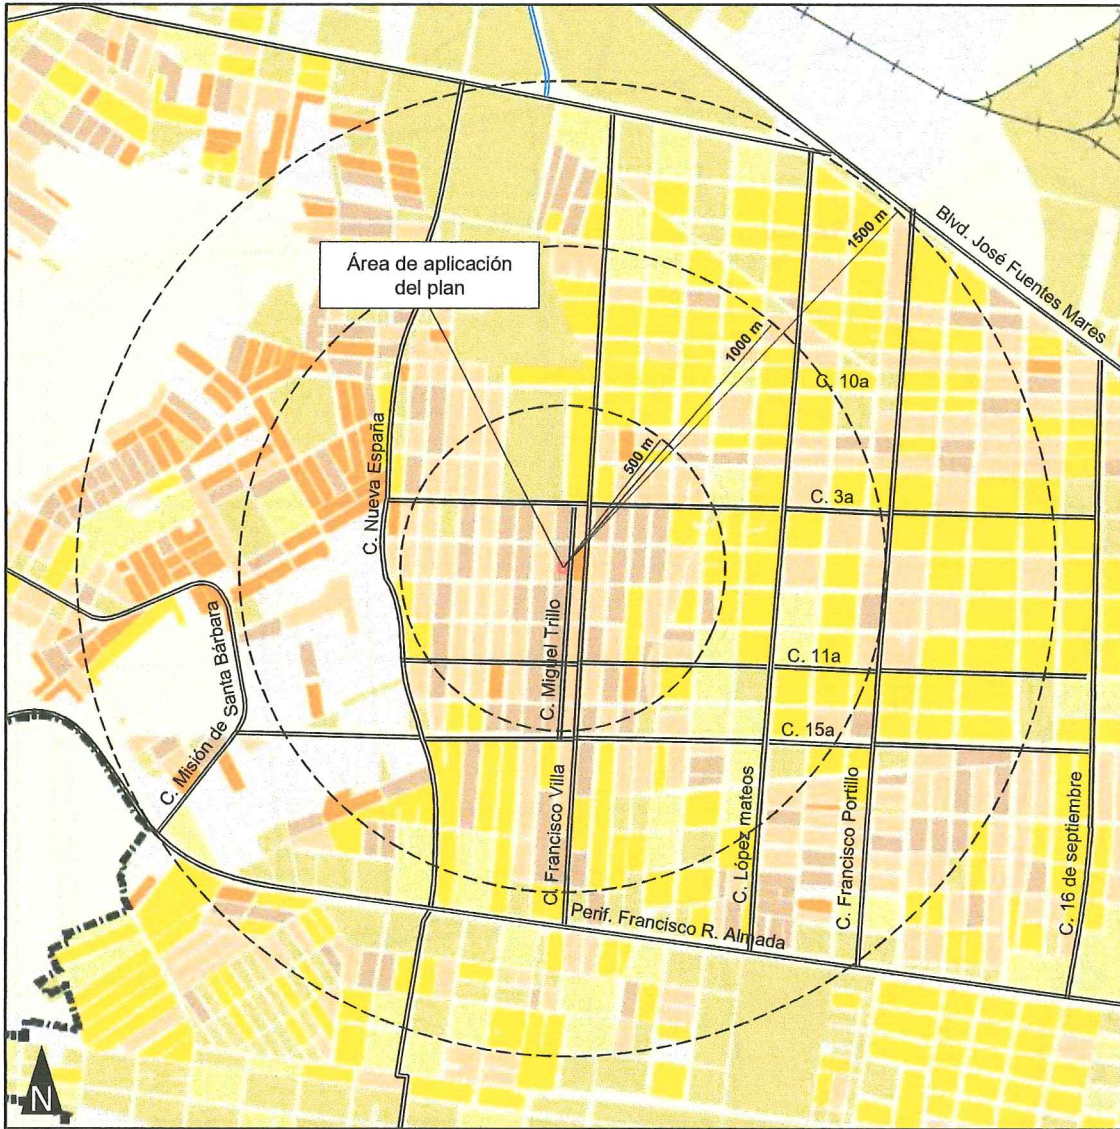 Blvd. José Fuentes Mares
1500 m
Área de aplicación
del plan
1000 m
C. 10a
500 m
C. Nueva España
C. 3a
C. Miguel Trillo
C. 11a
C. Misión de Santa Bárbara
C. 15a
Cl. Francisco Villa
C. López mateos
C. Francisco Portillo
C. 16 de septiembre
Perif. Francisco R. Almada
N